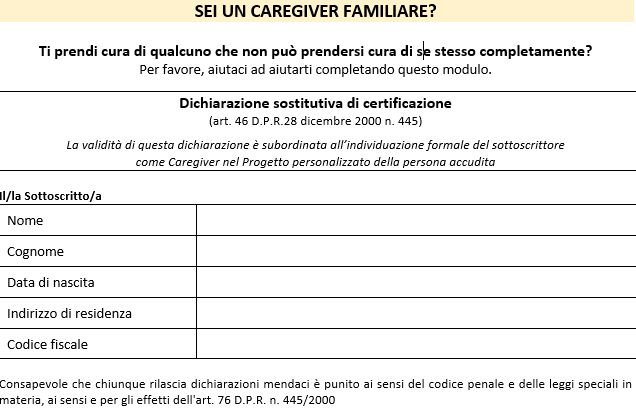 SEI UN CAREGIVER FAMILIARE?
Ti prendi cura di qualcuno che non può prendersi cura di se stesso completamente?
Per favore, aiutaci ad aiutarti completando questo modulo.
Dichiarazione sostitutiva di certificazione
(art. 46 D.P.R.28 dicembre 2000 n. 445)
La validità di questa dichiarazione è subordinata all'individuazione formale del sottoscrittore
come Caregiver nel Progetto personalizzato della persona accudita
Il/la Sottoscritto/a
Nome
Cognome
Data di nascita
Indirizzo di residenza
Codice fiscale
Consapevole che chiunque rilascia dichiarazioni mendaci è punito ai sensi del codice penale e delle leggi speciali in
materia, ai sensi e per gli effetti dell'art. 76 D.P.R. n. 445/2000